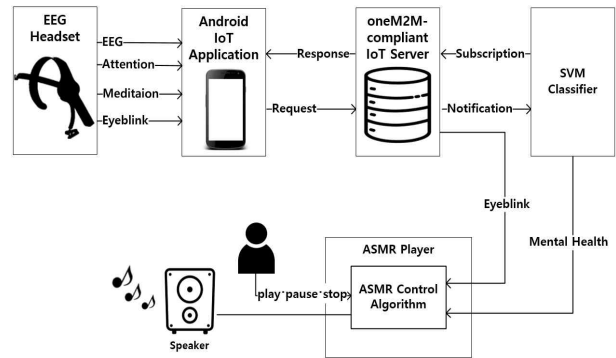 EEG
Headset
EEG
Attention
Meditaion
Eyeblink
Android
IoT
Application
Response
Request
oneM2M-
compliant
IoT Server
Subscription
Notification
SVM
Classifier
Eyeblink
Mental Health
ASMR Player
ASMR Control
Algorithm
play·pause·stop
Speaker